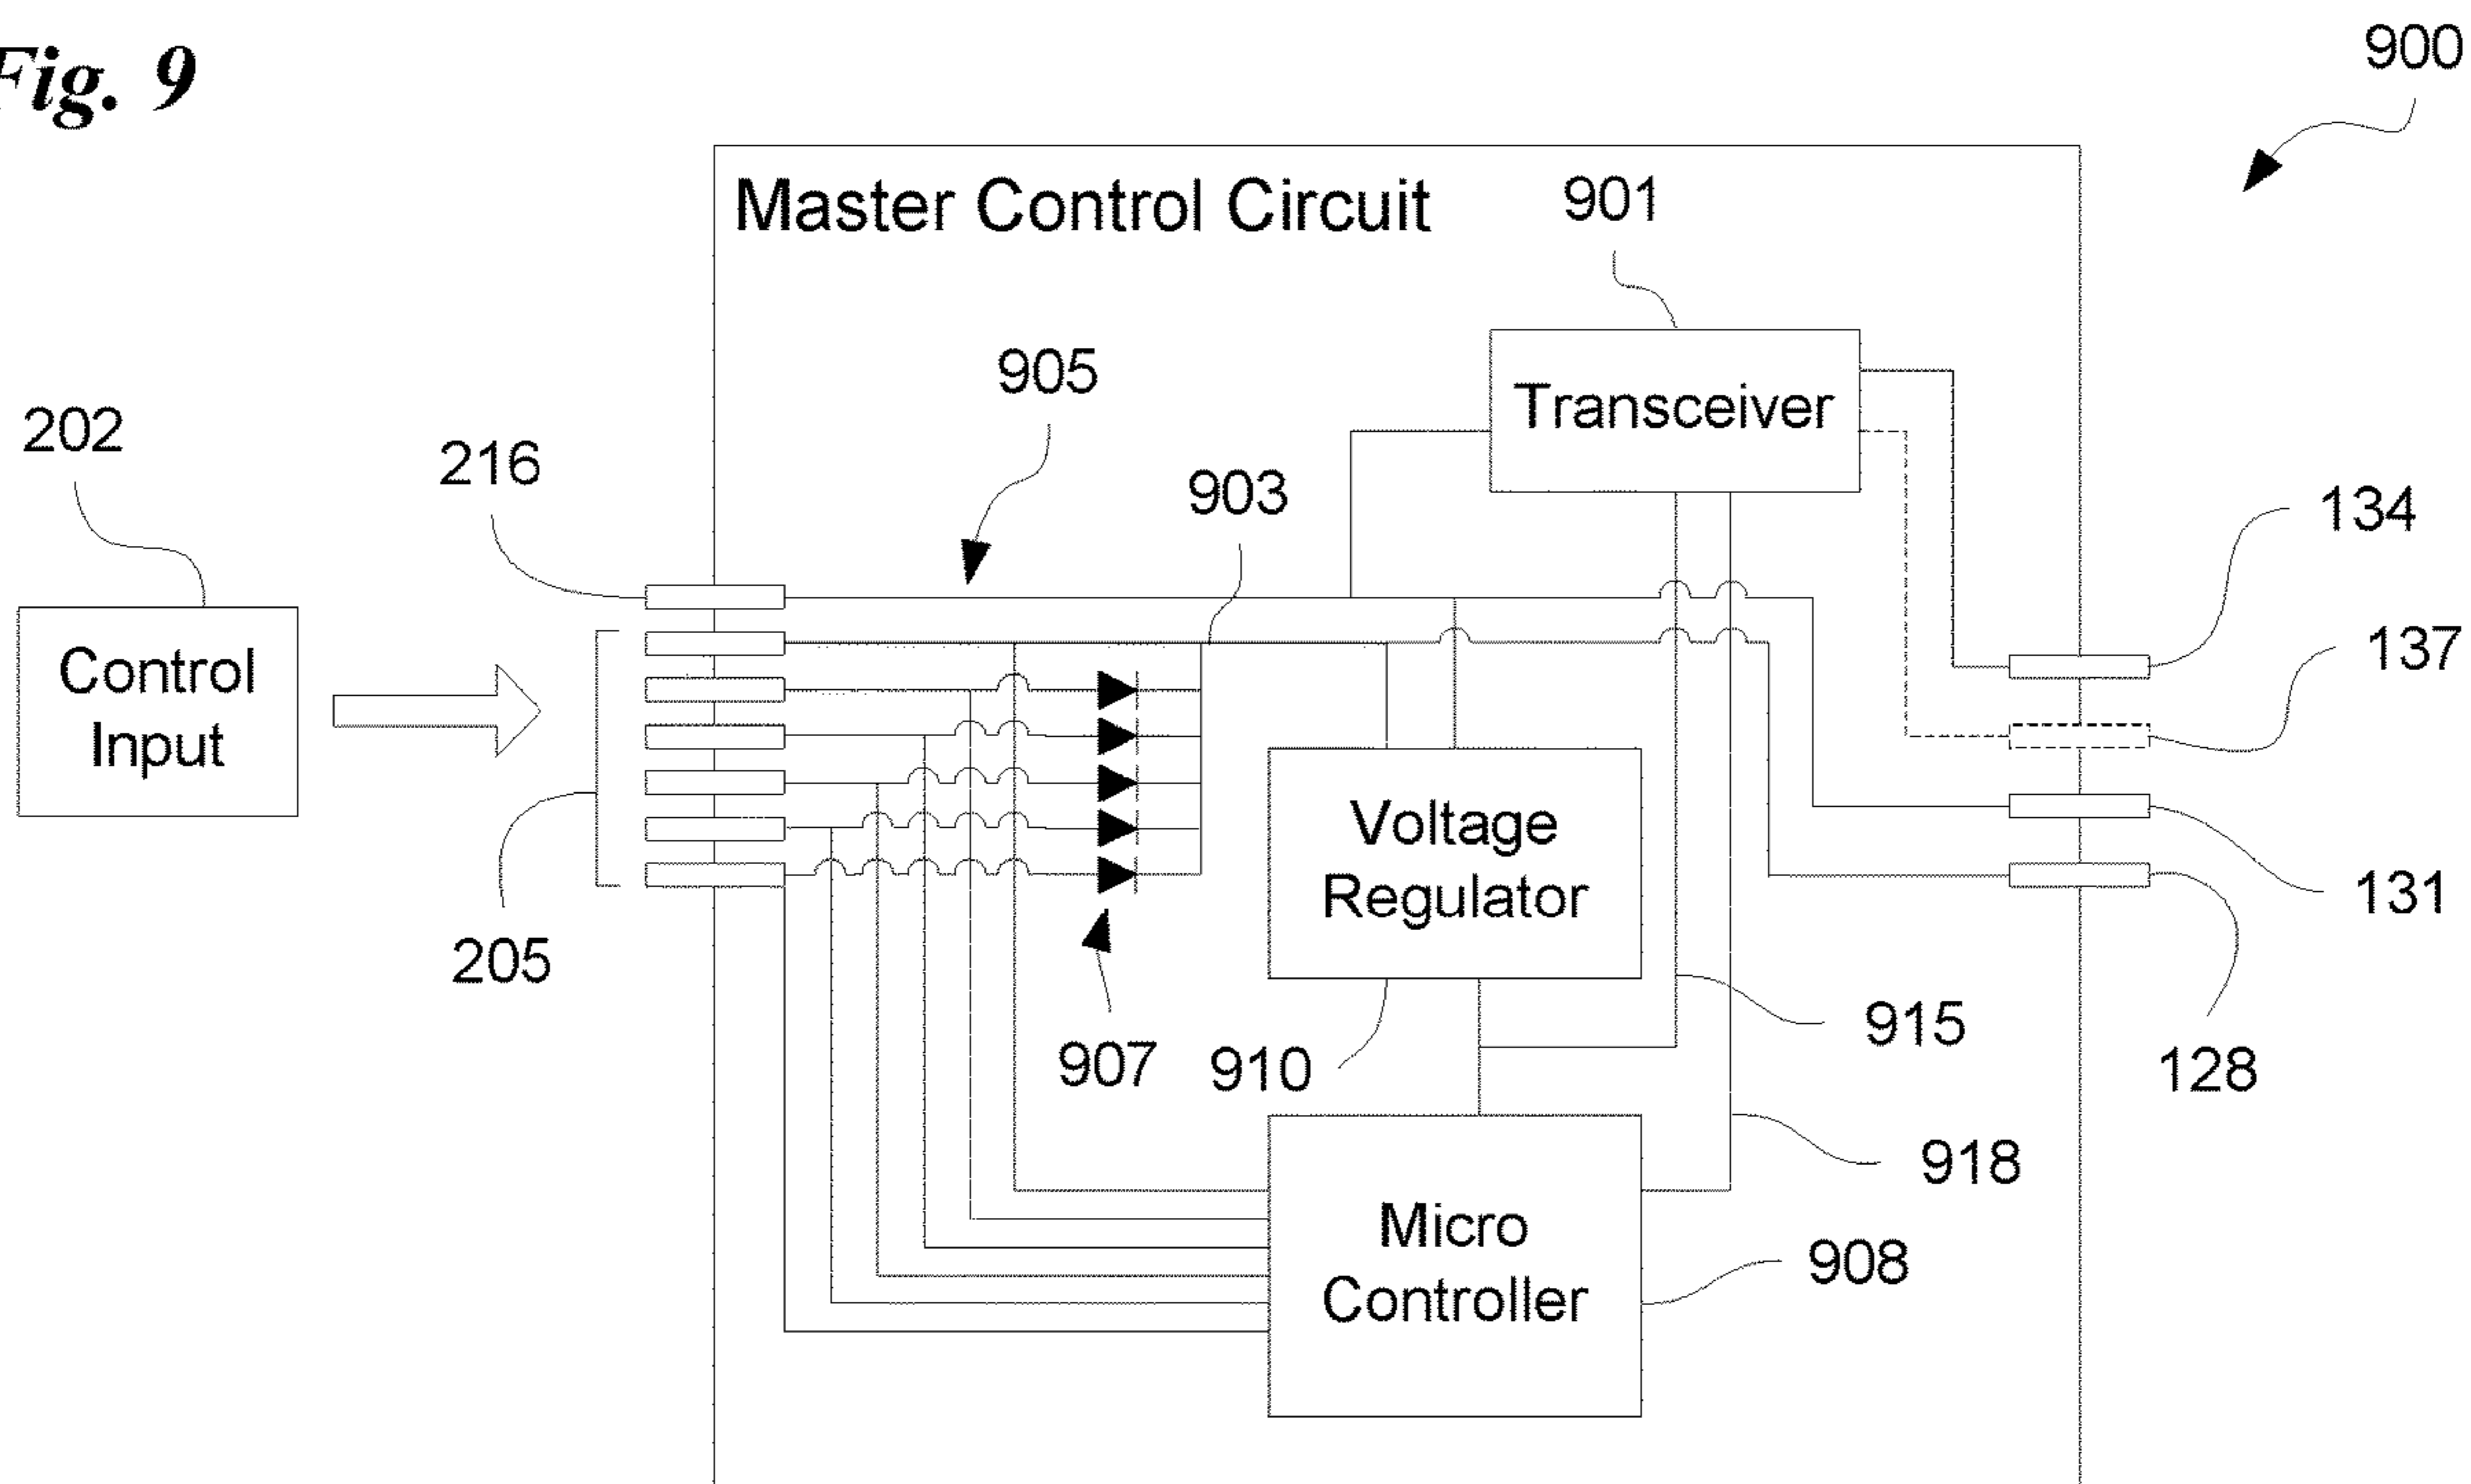 Fig. 9
900
Master Control Circuit
901
905
Transceiver
202
216
903
134
Control
Input
137
Voltage
Regulator
131
205
915
907
910
128
918
Micro
Controller
908